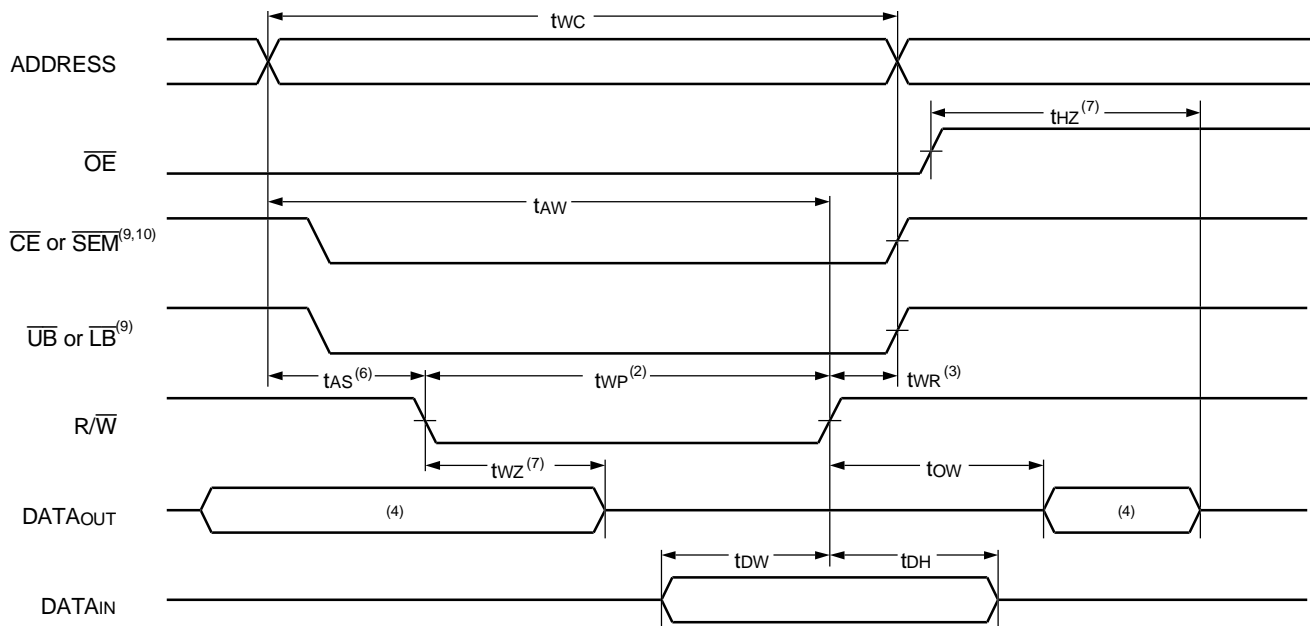 tWC
ADDRESS
tHZ(7)
OE
tAW
CE or SEM(9,10)
UB or LB(9)
tAS(6) tWP(2) tWR(3)
R/W
tWZ(7) tOW
DATAOUT (4) (4)
tDW tDH
DATAIN